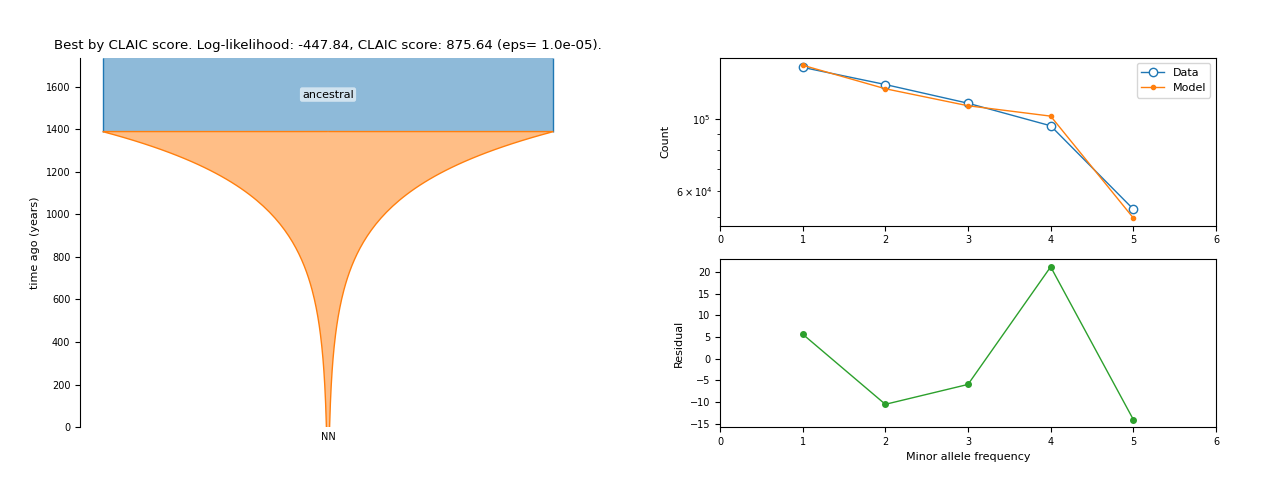 Best by CLAIC score. Log-likelihood: -447.84, CLAIC score: 875.64 (eps= 1.0e-05).
time ago (years)
1600
1400
1200
1000
800
600
400
200
0
ancestral
NN
Count
10⁵
6 × 10⁴
Data
Model
0 1 2 3 4 5 6
Residual
20
15
10
5
0
−5
−10
−15
0 1 2 3 4 5 6
Minor allele frequency